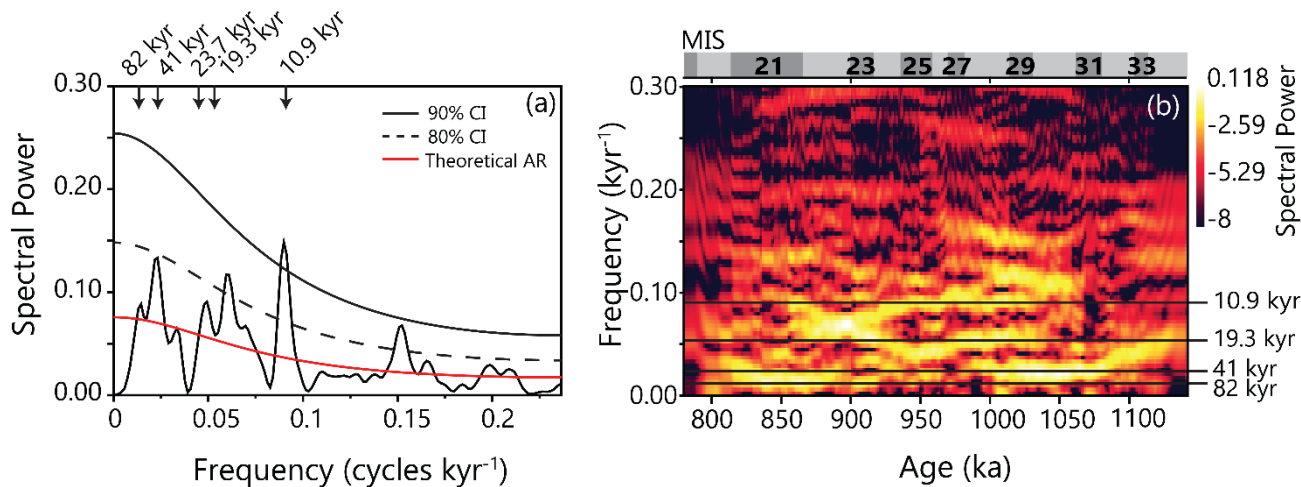 82 kyr
41 kyr
23.7 kyr
19.3 kyr
10.9 kyr
0.30
0.20
0.10
0.00
Spectral Power
(a)
90% CI
80% CI
Theoretical AR
0
0.05
0.1
0.15
0.2
Frequency (cycles kyr⁻¹)
MIS
21 23 25 27 29 31 33
0.30
0.20
0.10
0.00
Frequency (kyr⁻¹)
(b)
0.118
-2.59
-5.29
-8
Spectral Power
10.9 kyr
19.3 kyr
41 kyr
82 kyr
800 850 900 950 1000 1050 1100
Age (ka)